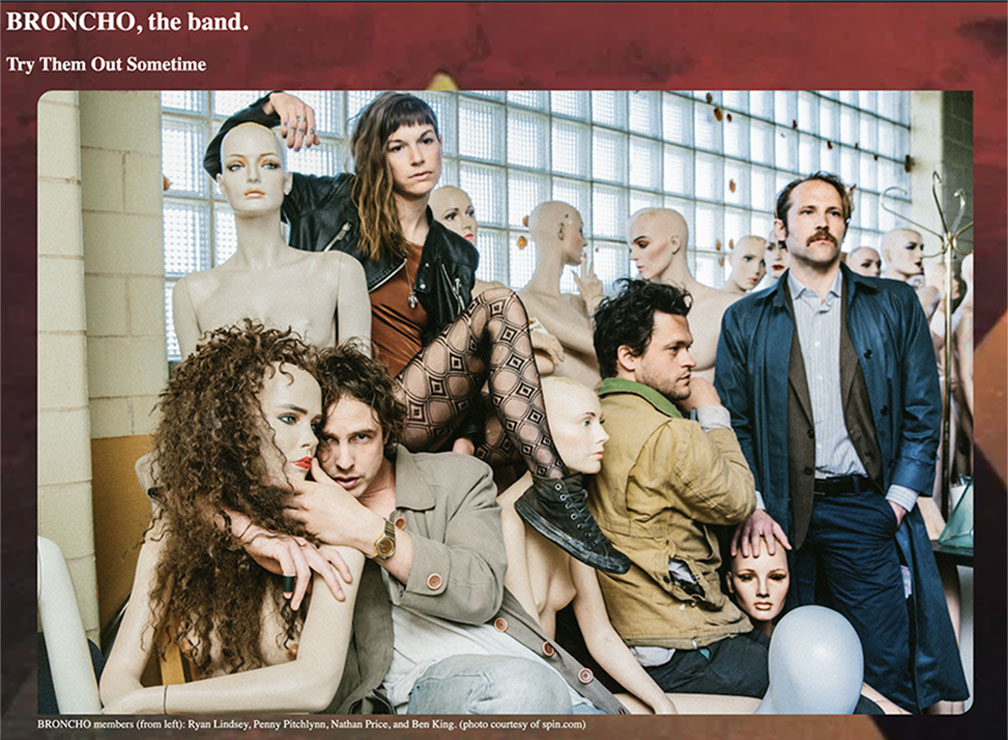 BRONCHO, the band.
Try Them Out Sometime
BRONCHO members (from left): Ryan Lindsey, Penny Pitchlynn, Nathan Price, and Ben King. (photo courtesy of spin.com)